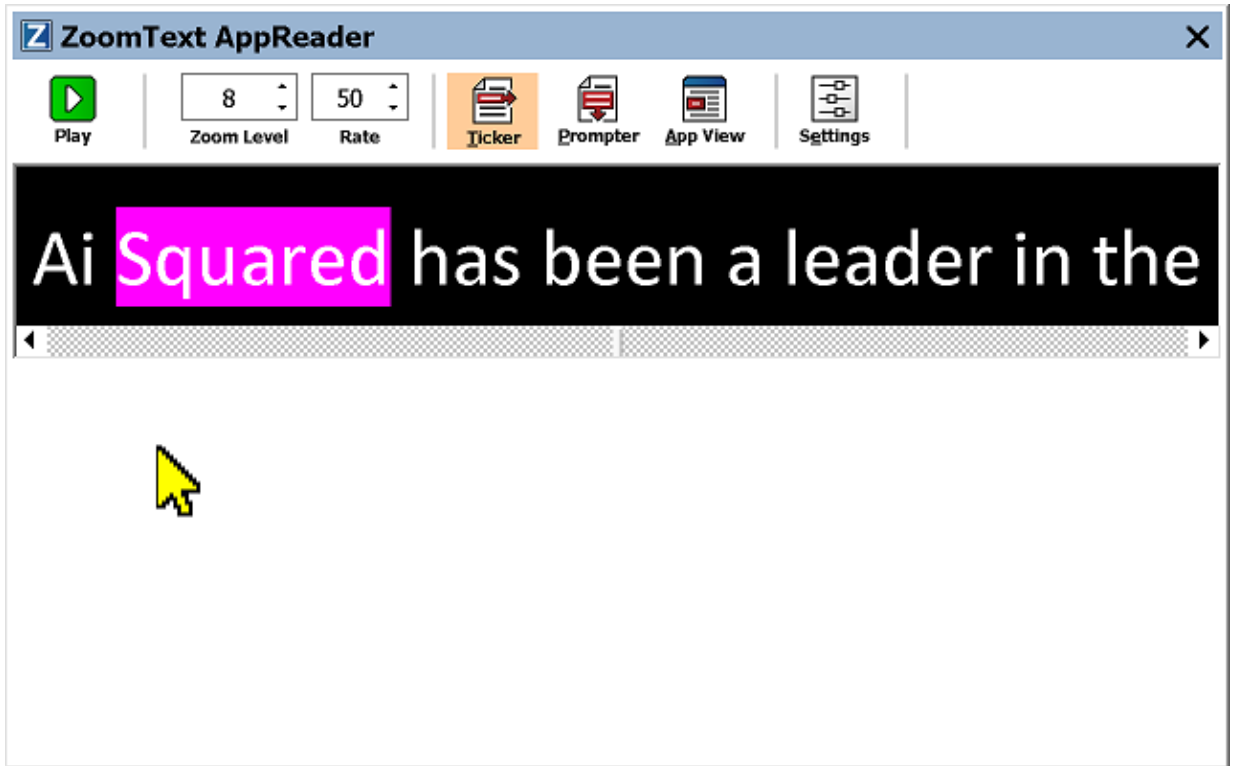 Z ZoomText AppReader
8 50
Play Zoom Level Rate Ticker Prompter App View Settings
Ai Squared has been a leader in the